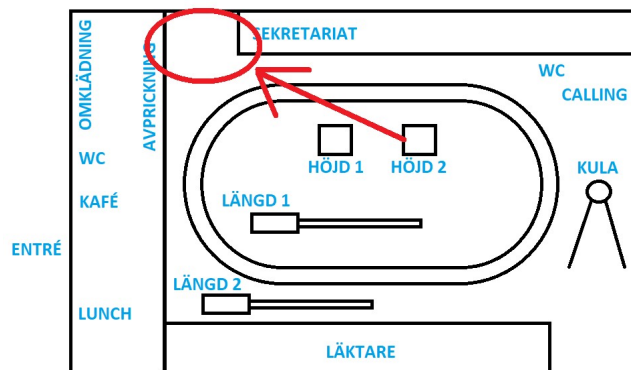 OMKLÄDNING
AVPRICKNING
SEKRETARIAT
WC
CALLING
WC
HÖJD 1
HÖJD 2
KULA
KAFÉ
LÄNGD 1
ENTRÉ
LÄNGD 2
LUNCH
LÄKTARE